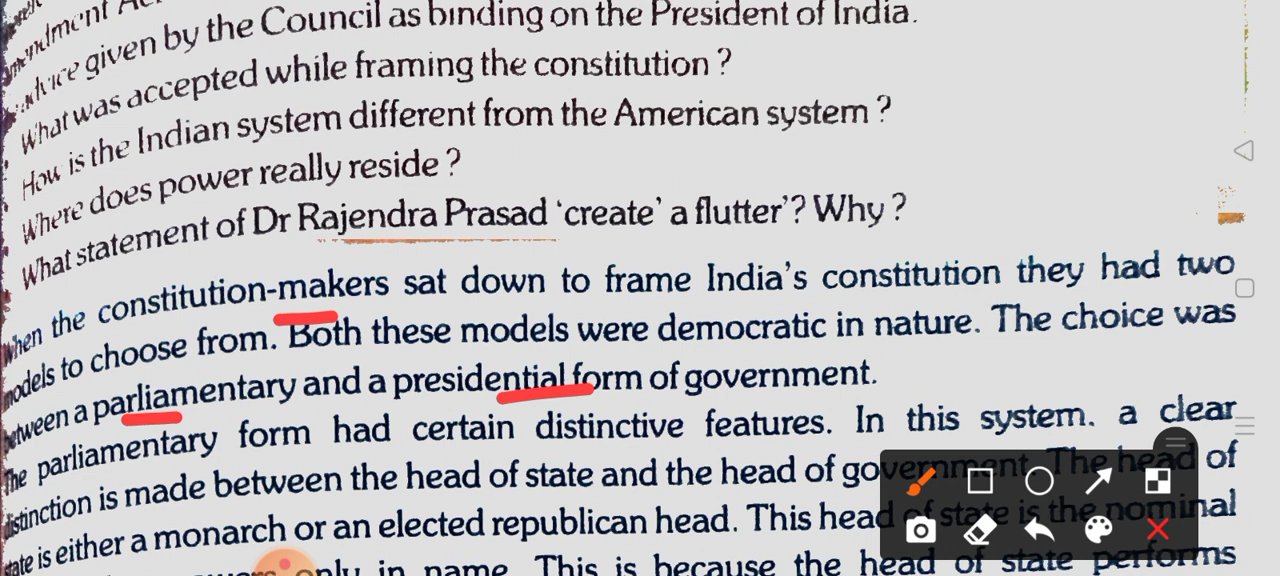 given by the Council as binding on the President of India.
What was accepted while framing the constitution ?
How is the Indian system different from the American system ?
Where does power really reside ?
What statement of Dr Rajendra Prasad ‘create’ a flutter’? Why ?
When the constitution-makers sat down to frame India’s constitution they had two
models to choose from. Both these models were democratic in nature. The choice was
between a parliamentary and a presidential form of government.
The parliamentary form had certain distinctive features. In this system. a clear
distinction is made between the head of state and the head of government. The head of
state is either a monarch or an elected republican head. This head of state is the nominal
only in name. This is because the head of state performs